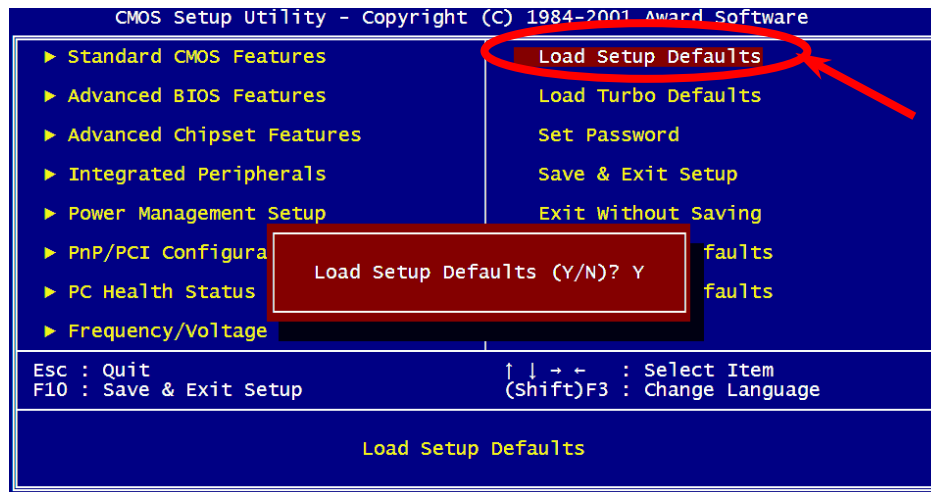 CMOS Setup Utility - Copyright (C) 1984-2001 Award Software
► Standard CMOS Features
► Advanced BIOS Features
► Advanced Chipset Features
► Integrated Peripherals
► Power Management Setup
► PnP/PCI Configura
► PC Health Status
► Frequency/Voltage
Load Setup Defaults
Load Turbo Defaults
Set Password
Save & Exit Setup
Exit Without Saving
faults
faults
Load Setup Defaults (Y/N)? Y
Esc : Quit
F10 : Save & Exit Setup
↑ ↓ → ← : Select Item
(Shift)F3 : Change Language
Load Setup Defaults